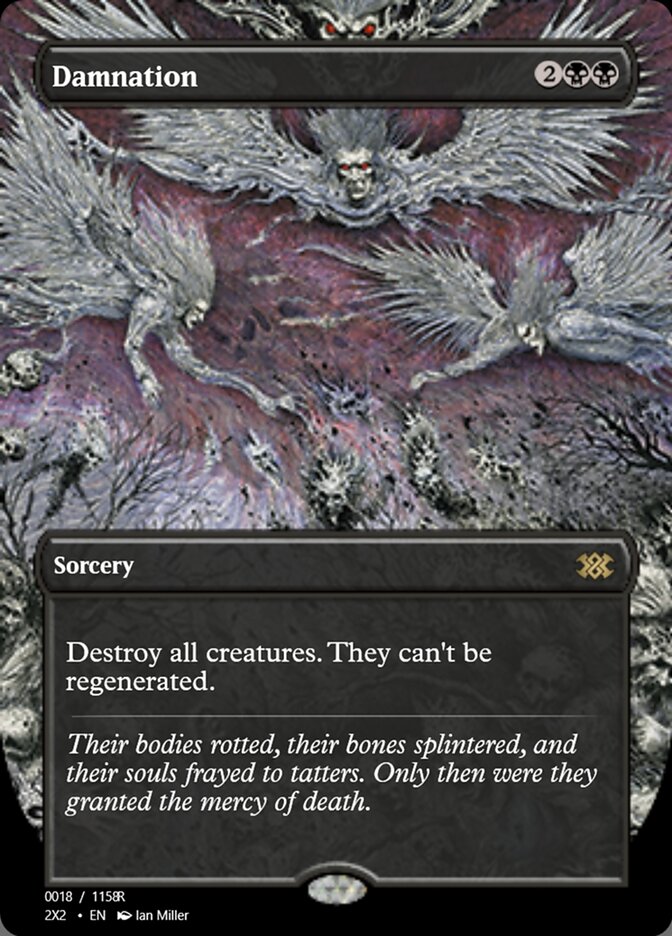 Damnation 2
Sorcery
Destroy all creatures. They can't be
regenerated.
Their bodies rotted, their bones splintered, and
their souls frayed to tatters. Only then were they
granted the mercy of death.
0018 / 1158R
2X2 • EN Ian Miller